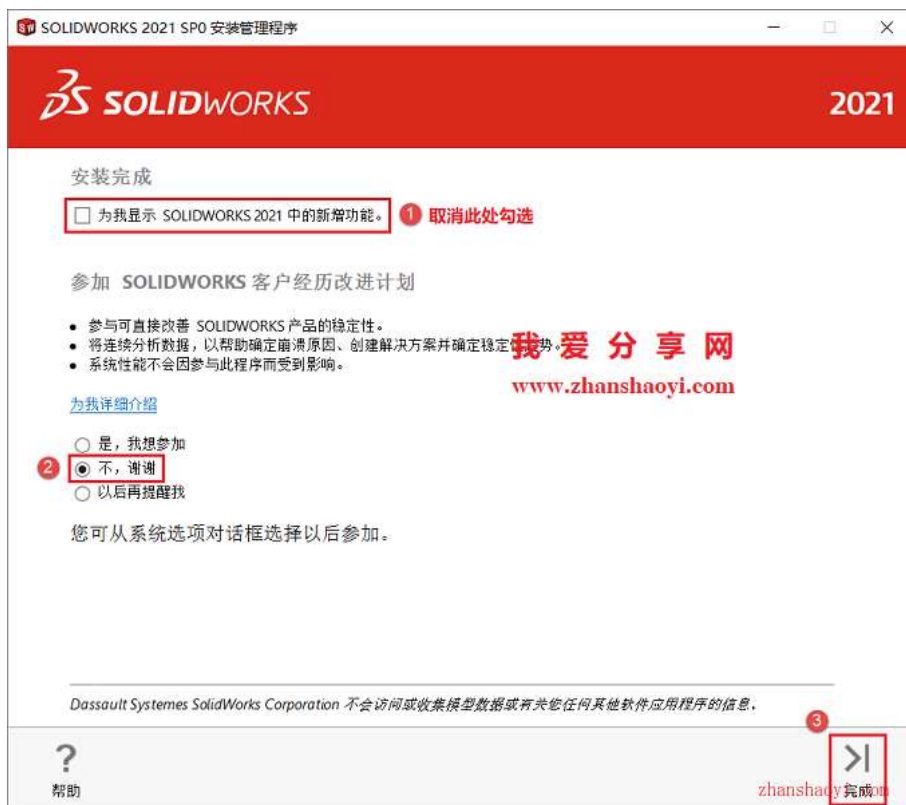 SOLIDWORKS 2021 SP0 安装管理程序
SOLIDWORKS
2021
安装完成
为我显示 SOLIDWORKS 2021 中的新增功能。
1 取消此处勾选
参加 SOLIDWORKS 客户经历改进计划
参与可直接改善 SOLIDWORKS 产品的稳定性。
将连续分析数据，以帮助确定崩溃原因、创建解决方案并确定稳定性趋势。
系统性能不会因参与此程序而受到影响。
我爱分享网
www.zhanshaoyi.com
为我详细介绍
是，我想参加
2 不，谢谢
以后再提醒我
您可从系统选项对话框选择以后参加。
Dassault Systemes SolidWorks Corporation 不会访问或收集模型数据或有关您任何其他软件应用程序的信息。
3
?
帮助
完成
zhanshaoyi.com